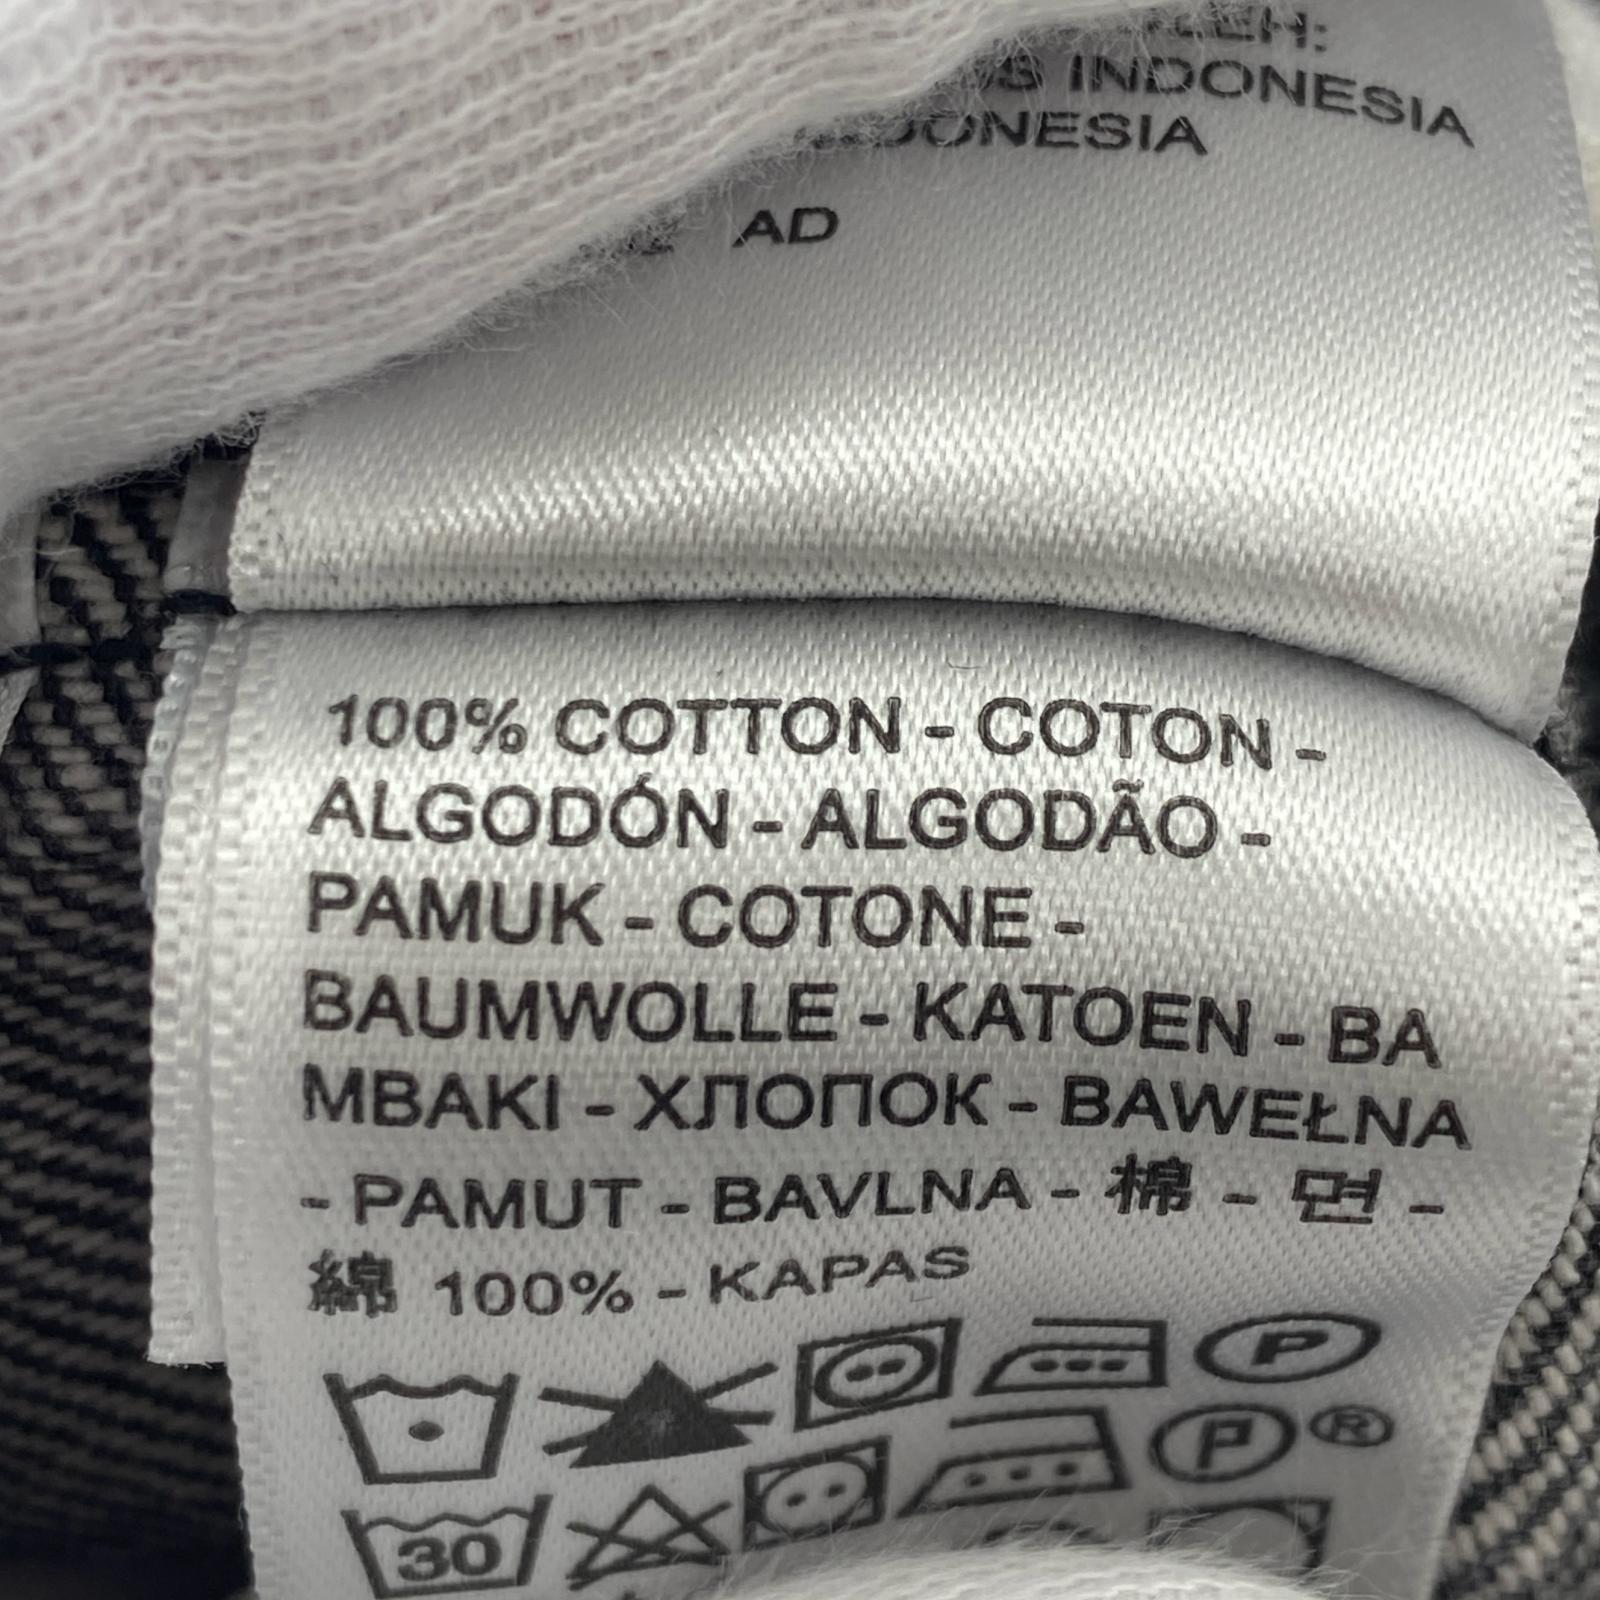 INDONESIA
AD
100% COTTON - COTON -
ALGODÓN - ALGODÃO -
PAMUK - COTONE -
BAUMWOLLE - KATOEN - BA
MBAKI - ХЛОПОК - BAWEŁNA
- PAMUT - BAVLNA - 棉 - 면 -
綿 100% - KAPAS
P
P ®
30